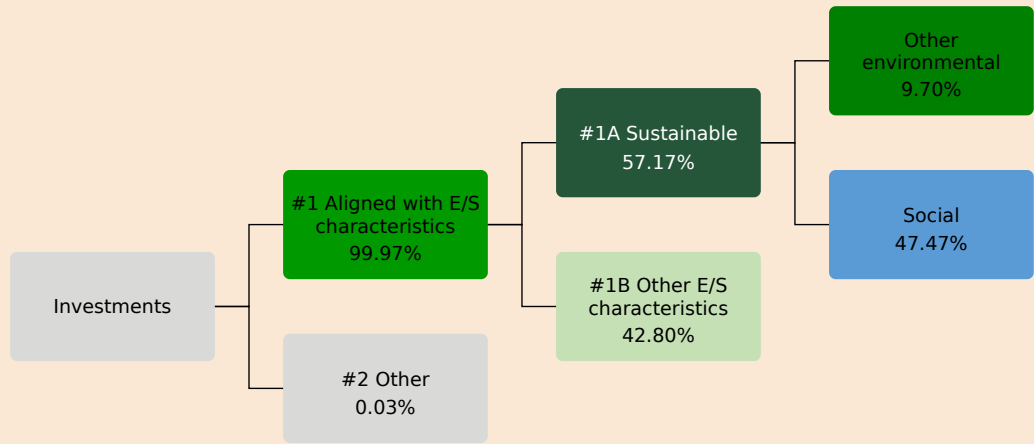 Investments
#1 Aligned with E/S
characteristics
99.97%
#2 Other
0.03%
#1A Sustainable
57.17%
#1B Other E/S
characteristics
42.80%
Other
environmental
9.70%
Social
47.47%